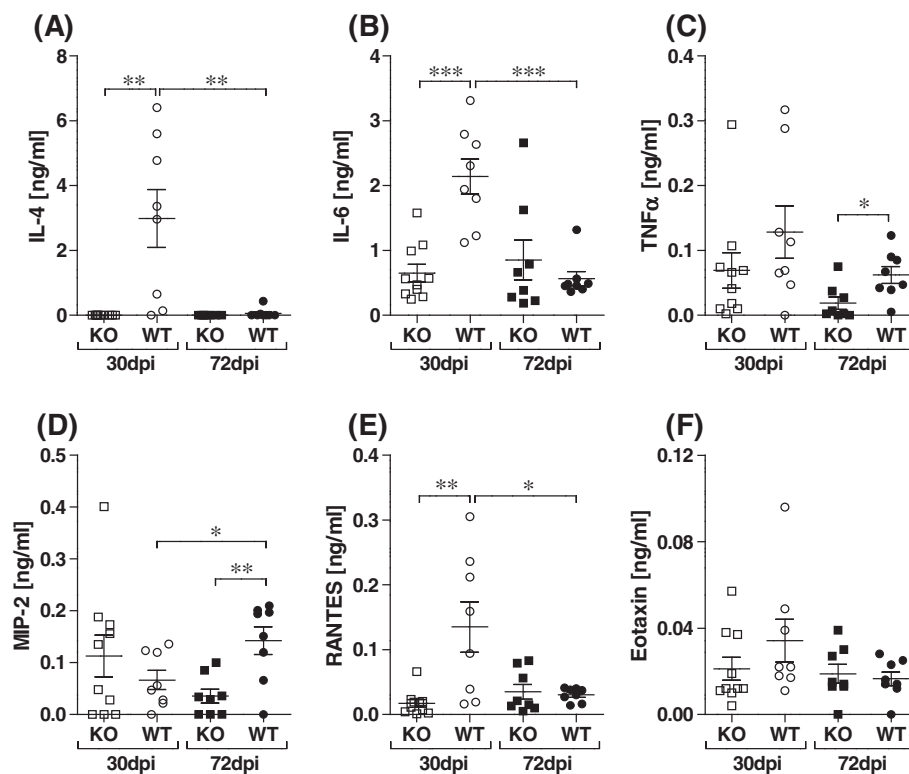 (A)
IL-4 [ng/ml]
8
6
4
2
0
**
**
KO WT KO WT
30dpi 72dpi
(B)
IL-6 [ng/ml]
4
3
2
1
0
***
***
KO WT KO WT
30dpi 72dpi
(C)
TNFα [ng/ml]
0.4
0.3
0.2
0.1
0.0
*
KO WT KO WT
30dpi 72dpi
(D)
MIP-2 [ng/ml]
0.5
0.4
0.3
0.2
0.1
0.0
*
**
KO WT KO WT
30dpi 72dpi
(E)
RANTES [ng/ml]
0.4
0.3
0.2
0.1
0.0
**
*
KO WT KO WT
30dpi 72dpi
(F)
Eotaxin [ng/ml]
0.12
0.08
0.04
0.00
KO WT KO WT
30dpi 72dpi